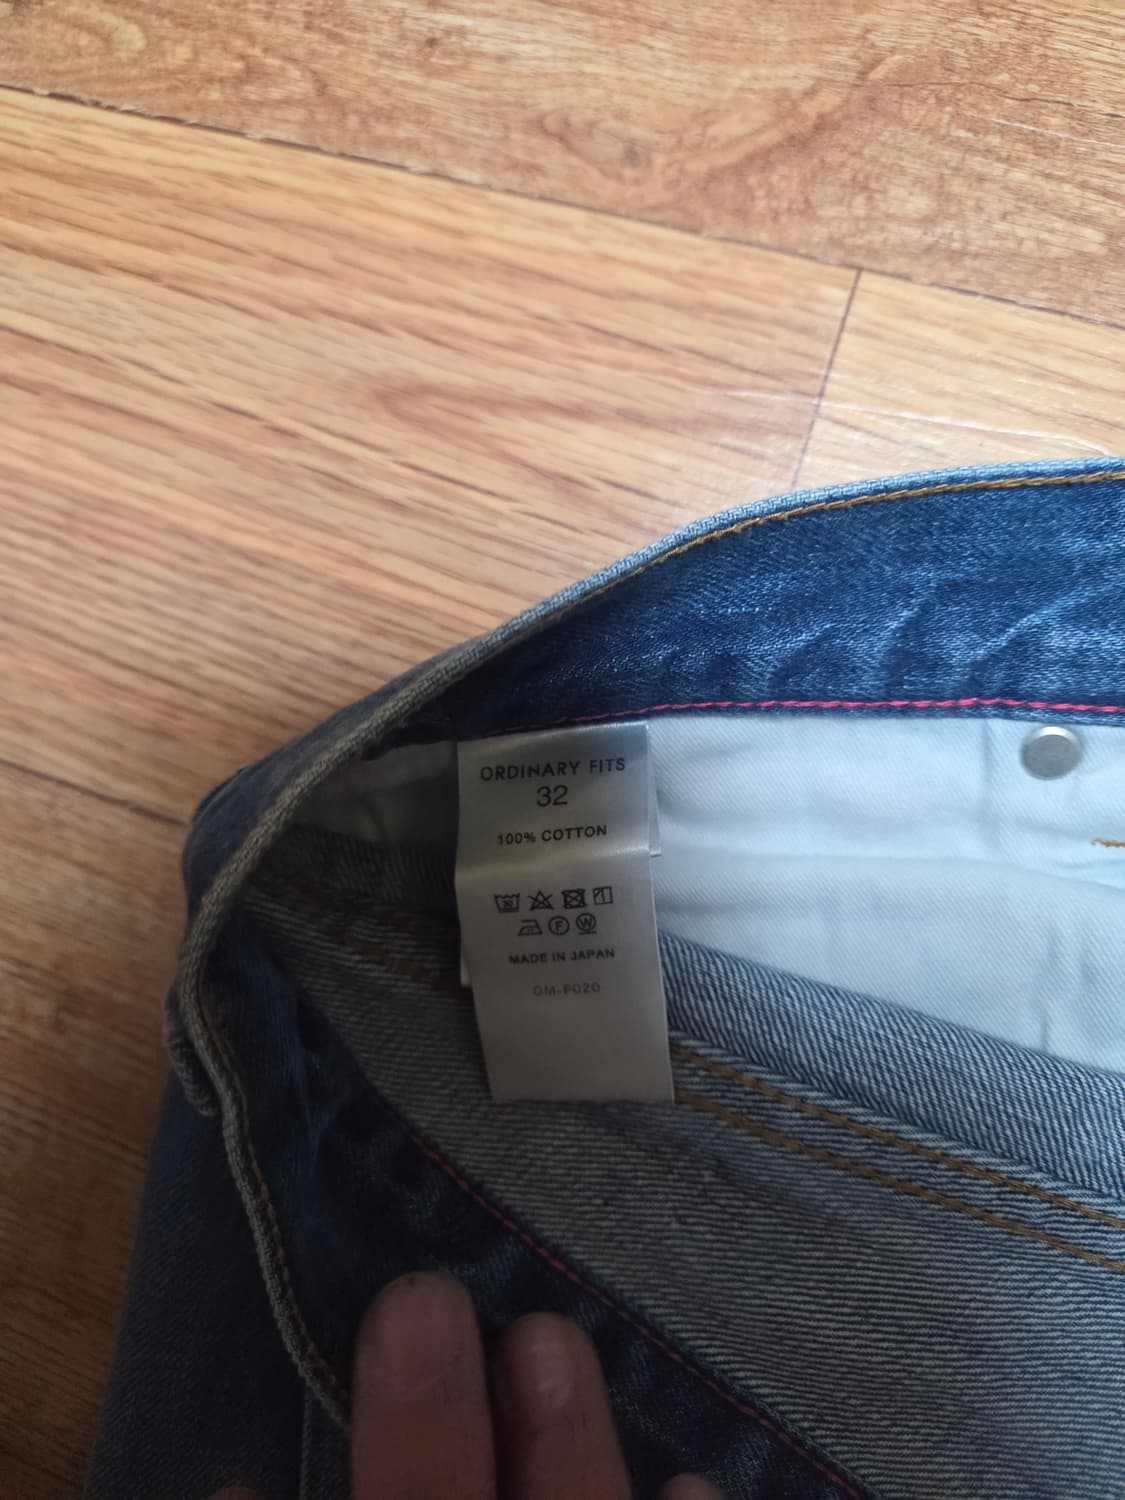 ORDINARY FITS
32
100% COTTON
F W
MADE IN JAPAN
OM-P020